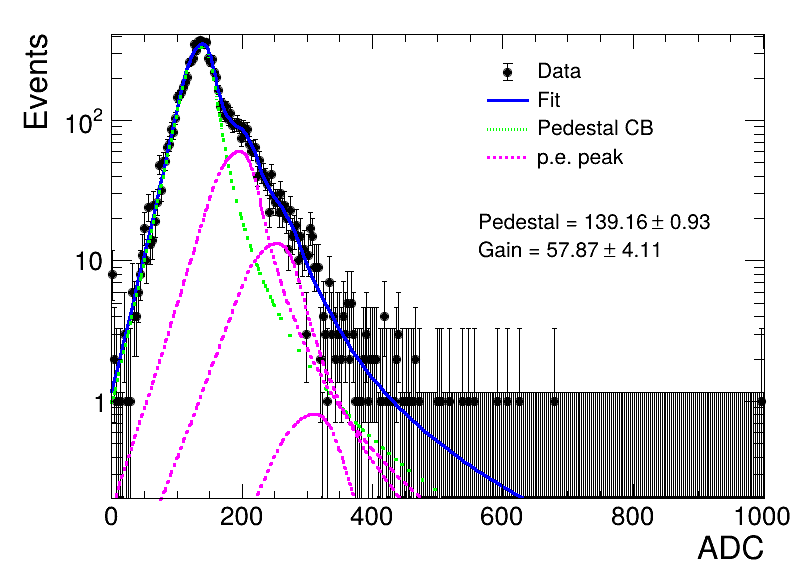 Events
10²
10
1
Data
Fit
Pedestal CB
p.e. peak
Pedestal = 139.16 ± 0.93
Gain = 57.87 ± 4.11
0 200 400 600 800 1000
ADC